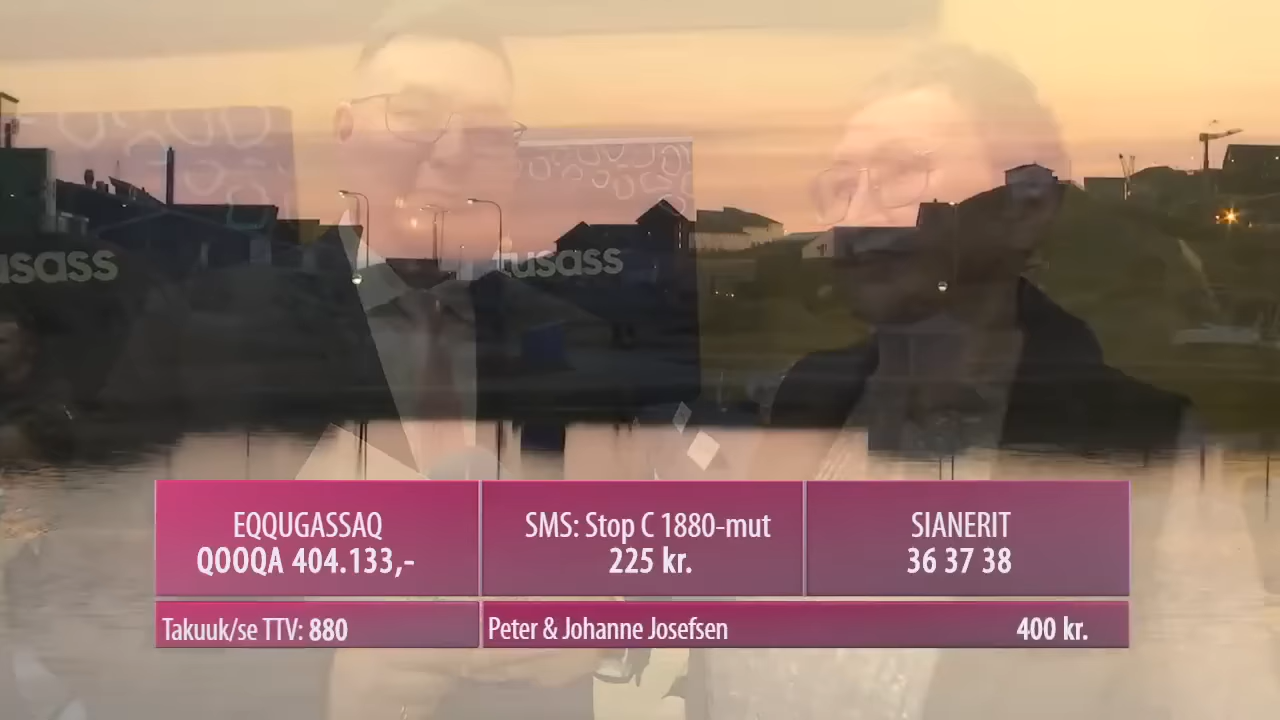 usass
tusass
EQQUGASSAQ
QOOQA 404.133,-
SMS: Stop C 1880-mut
225 kr.
SIANERIT
36 37 38
Takuuk/se TTV: 880
Peter & Johanne Josefsen
400 kr.